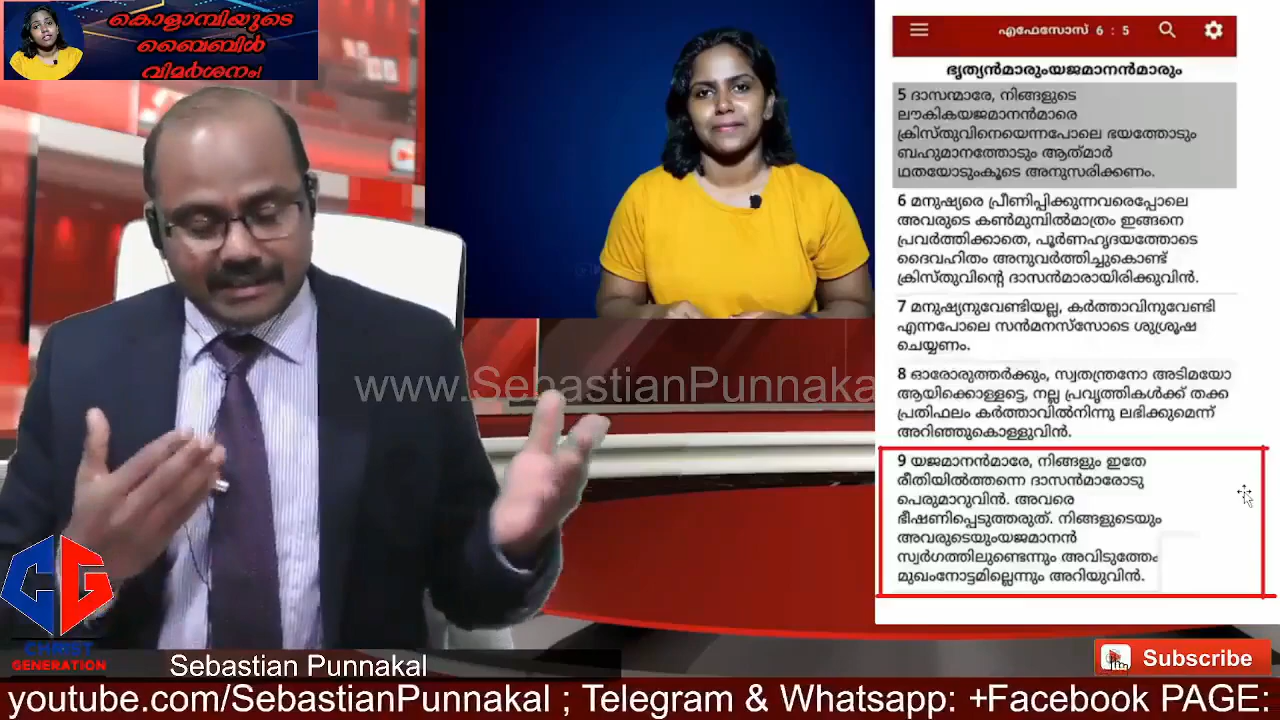 കൊളാമ്പിയുടെ
ബൈബിൾ
വിമർശനം!
എഫേസോസ് 6 : 5
ഭൃത്യൻമാരുംയജമാനൻമാരും
5 ദാസന്മാരേ, നിങ്ങളുടെ
ലൗകികയജമാനൻമാരെ
ക്രിസ്തുവിനെയെന്നപോലെ ഭയത്തോടും
ബഹുമാനത്തോടും ആത്മാർ
ഥതയോടുംകൂടെ അനുസരിക്കണം.
6 മനുഷ്യരെ പ്രീണിപ്പിക്കുന്നവരെപ്പോലെ
അവരുടെ കൺമുമ്പിൽമാത്രം ഇങ്ങനെ
പ്രവർത്തിക്കാതെ, പൂർണഹൃദയത്തോടെ
ദൈവഹിതം അനുവർത്തിച്ചുകൊണ്ട്
ക്രിസ്തുവിന്റെ ദാസൻമാരായിരിക്കുവിൻ.
7 മനുഷ്യനുവേണ്ടിയല്ല, കർത്താവിനുവേണ്ടി
എന്നപോലെ സൻമനസ്സോടെ ശുശ്രൂഷ
ചെയ്യണം.
8 ഓരോരുത്തർക്കും, സ്വതന്ത്രനോ അടിമയോ
ആയിക്കൊള്ളട്ടെ, നല്ല പ്രവൃത്തികൾക്ക് തക്ക
പ്രതിഫലം കർത്താവിൽനിന്നു ലഭിക്കുമെന്ന്
അറിഞ്ഞുകൊള്ളുവിൻ.
9 യജമാനൻമാരേ, നിങ്ങളും ഇതേ
രീതിയിൽത്തന്നെ ദാസൻമാരോടു
പെരുമാറുവിൻ. അവരെ
ഭീഷണിപ്പെടുത്തരുത്. നിങ്ങളുടെയും
അവരുടെയുംയജമാനൻ
സ്വർഗത്തിലുണ്ടെന്നും
മുഖംനോട്ടമില്ലെന്നും അറിയുവിൻ.
www.SebastianPunnaka
CHRIST
GENERATION
Sebastian Punnakal
Subscribe
youtube.com/SebastianPunnakal ; Telegram & Whatsapp: +Facebook PAGE: